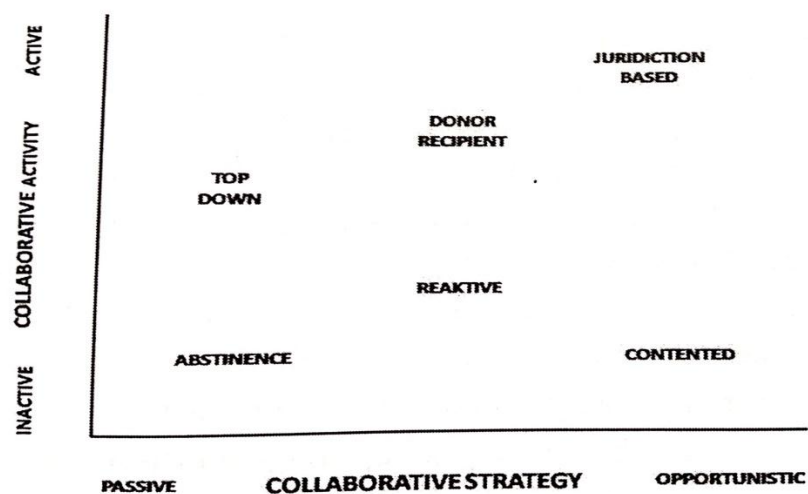 ACTIVE
COLLABORATIVE ACTIVITY
INACTIVE
JURIDICTION
BASED
DONOR
RECIPIENT
TOP
DOWN
REAKTIVE
ABSTINENCE
CONTENTED
PASSIVE
COLLABORATIVE STRATEGY
OPPORTUNISTIC